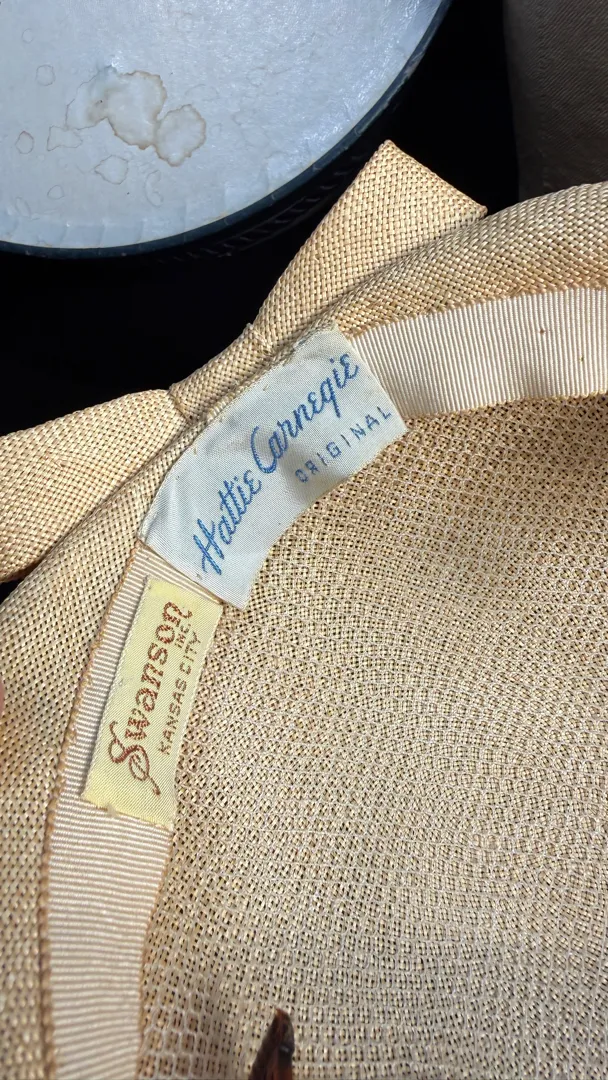 Hattie Carnegie
ORIGINAL
Swanson
INC.
KANSAS CITY